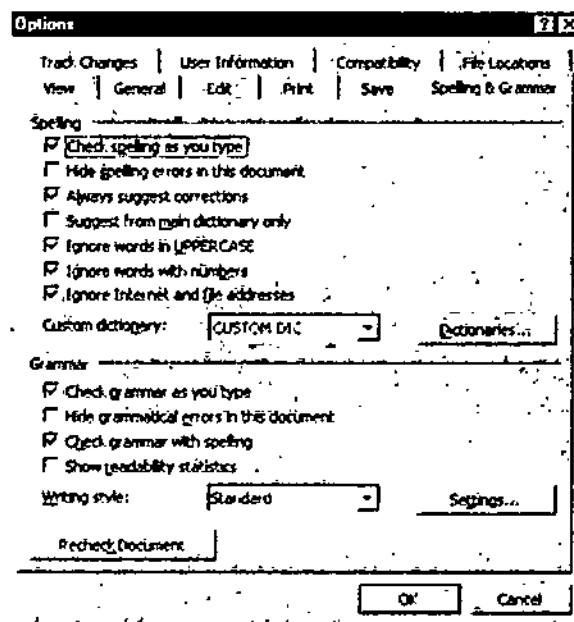 Options
Track Changes User Information Compatibility File Locations
View General Edit Print Save Spelling & Grammar
Spelling
Check spelling as you type
Hide spelling errors in this document
Always suggest corrections
Suggest from main dictionary only
Ignore words in UPPERCASE
Ignore words with numbers
Ignore Internet and file addresses
Custom dictionary: CUSTOM.DIC Dictionaries...
Grammar
Check grammar as you type
Hide grammatical errors in this document
Check grammar with spelling
Show readability statistics
Writing style: Standard Settings...
Recheck Document
OK Cancel